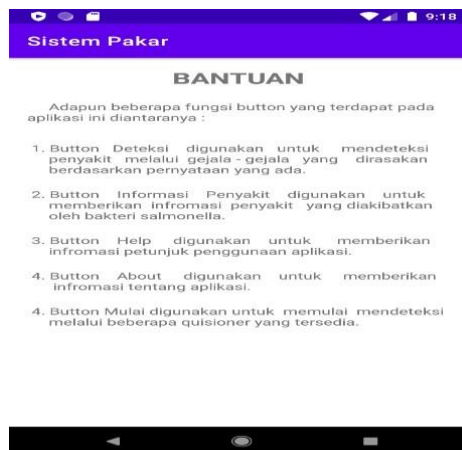 9:18
Sistem Pakar
BANTUAN
Adapun beberapa fungsi button yang terdapat pada
aplikasi ini diantaranya :
1. Button Deteksi digunakan untuk mendeteksi
penyakit melalui gejala - gejala yang dirasakan
berdasarkan pernyataan yang ada.
2. Button Informasi Penyakit digunakan untuk
memberikan infromasi penyakit yang diakibatkan
oleh bakteri salmonella.
3. Button Help digunakan untuk memberikan
infromasi petunjuk penggunaan aplikasi.
4. Button About digunakan untuk memberikan
infromasi tentang aplikasi.
4. Button Mulai digunakan untuk memulai mendeteksi
melalui beberapa quisioner yang tersedia.